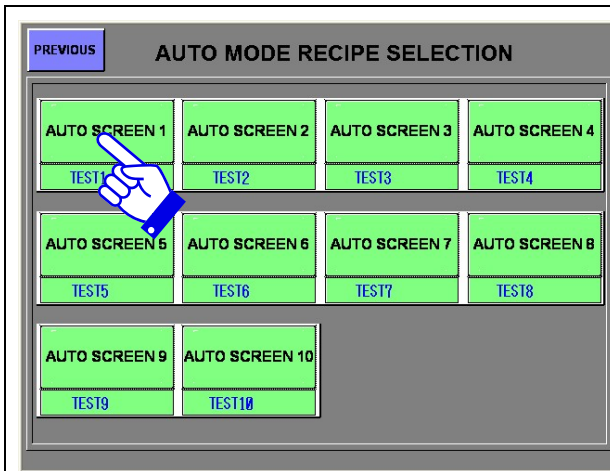 PREVIOUS
AUTO MODE RECIPE SELECTION
AUTO SCREEN 1 AUTO SCREEN 2 AUTO SCREEN 3 AUTO SCREEN 4
TEST1 TEST2 TEST3 TEST4
AUTO SCREEN 5 AUTO SCREEN 6 AUTO SCREEN 7 AUTO SCREEN 8
TEST5 TEST6 TEST7 TEST8
AUTO SCREEN 9 AUTO SCREEN 10
TEST9 TEST10